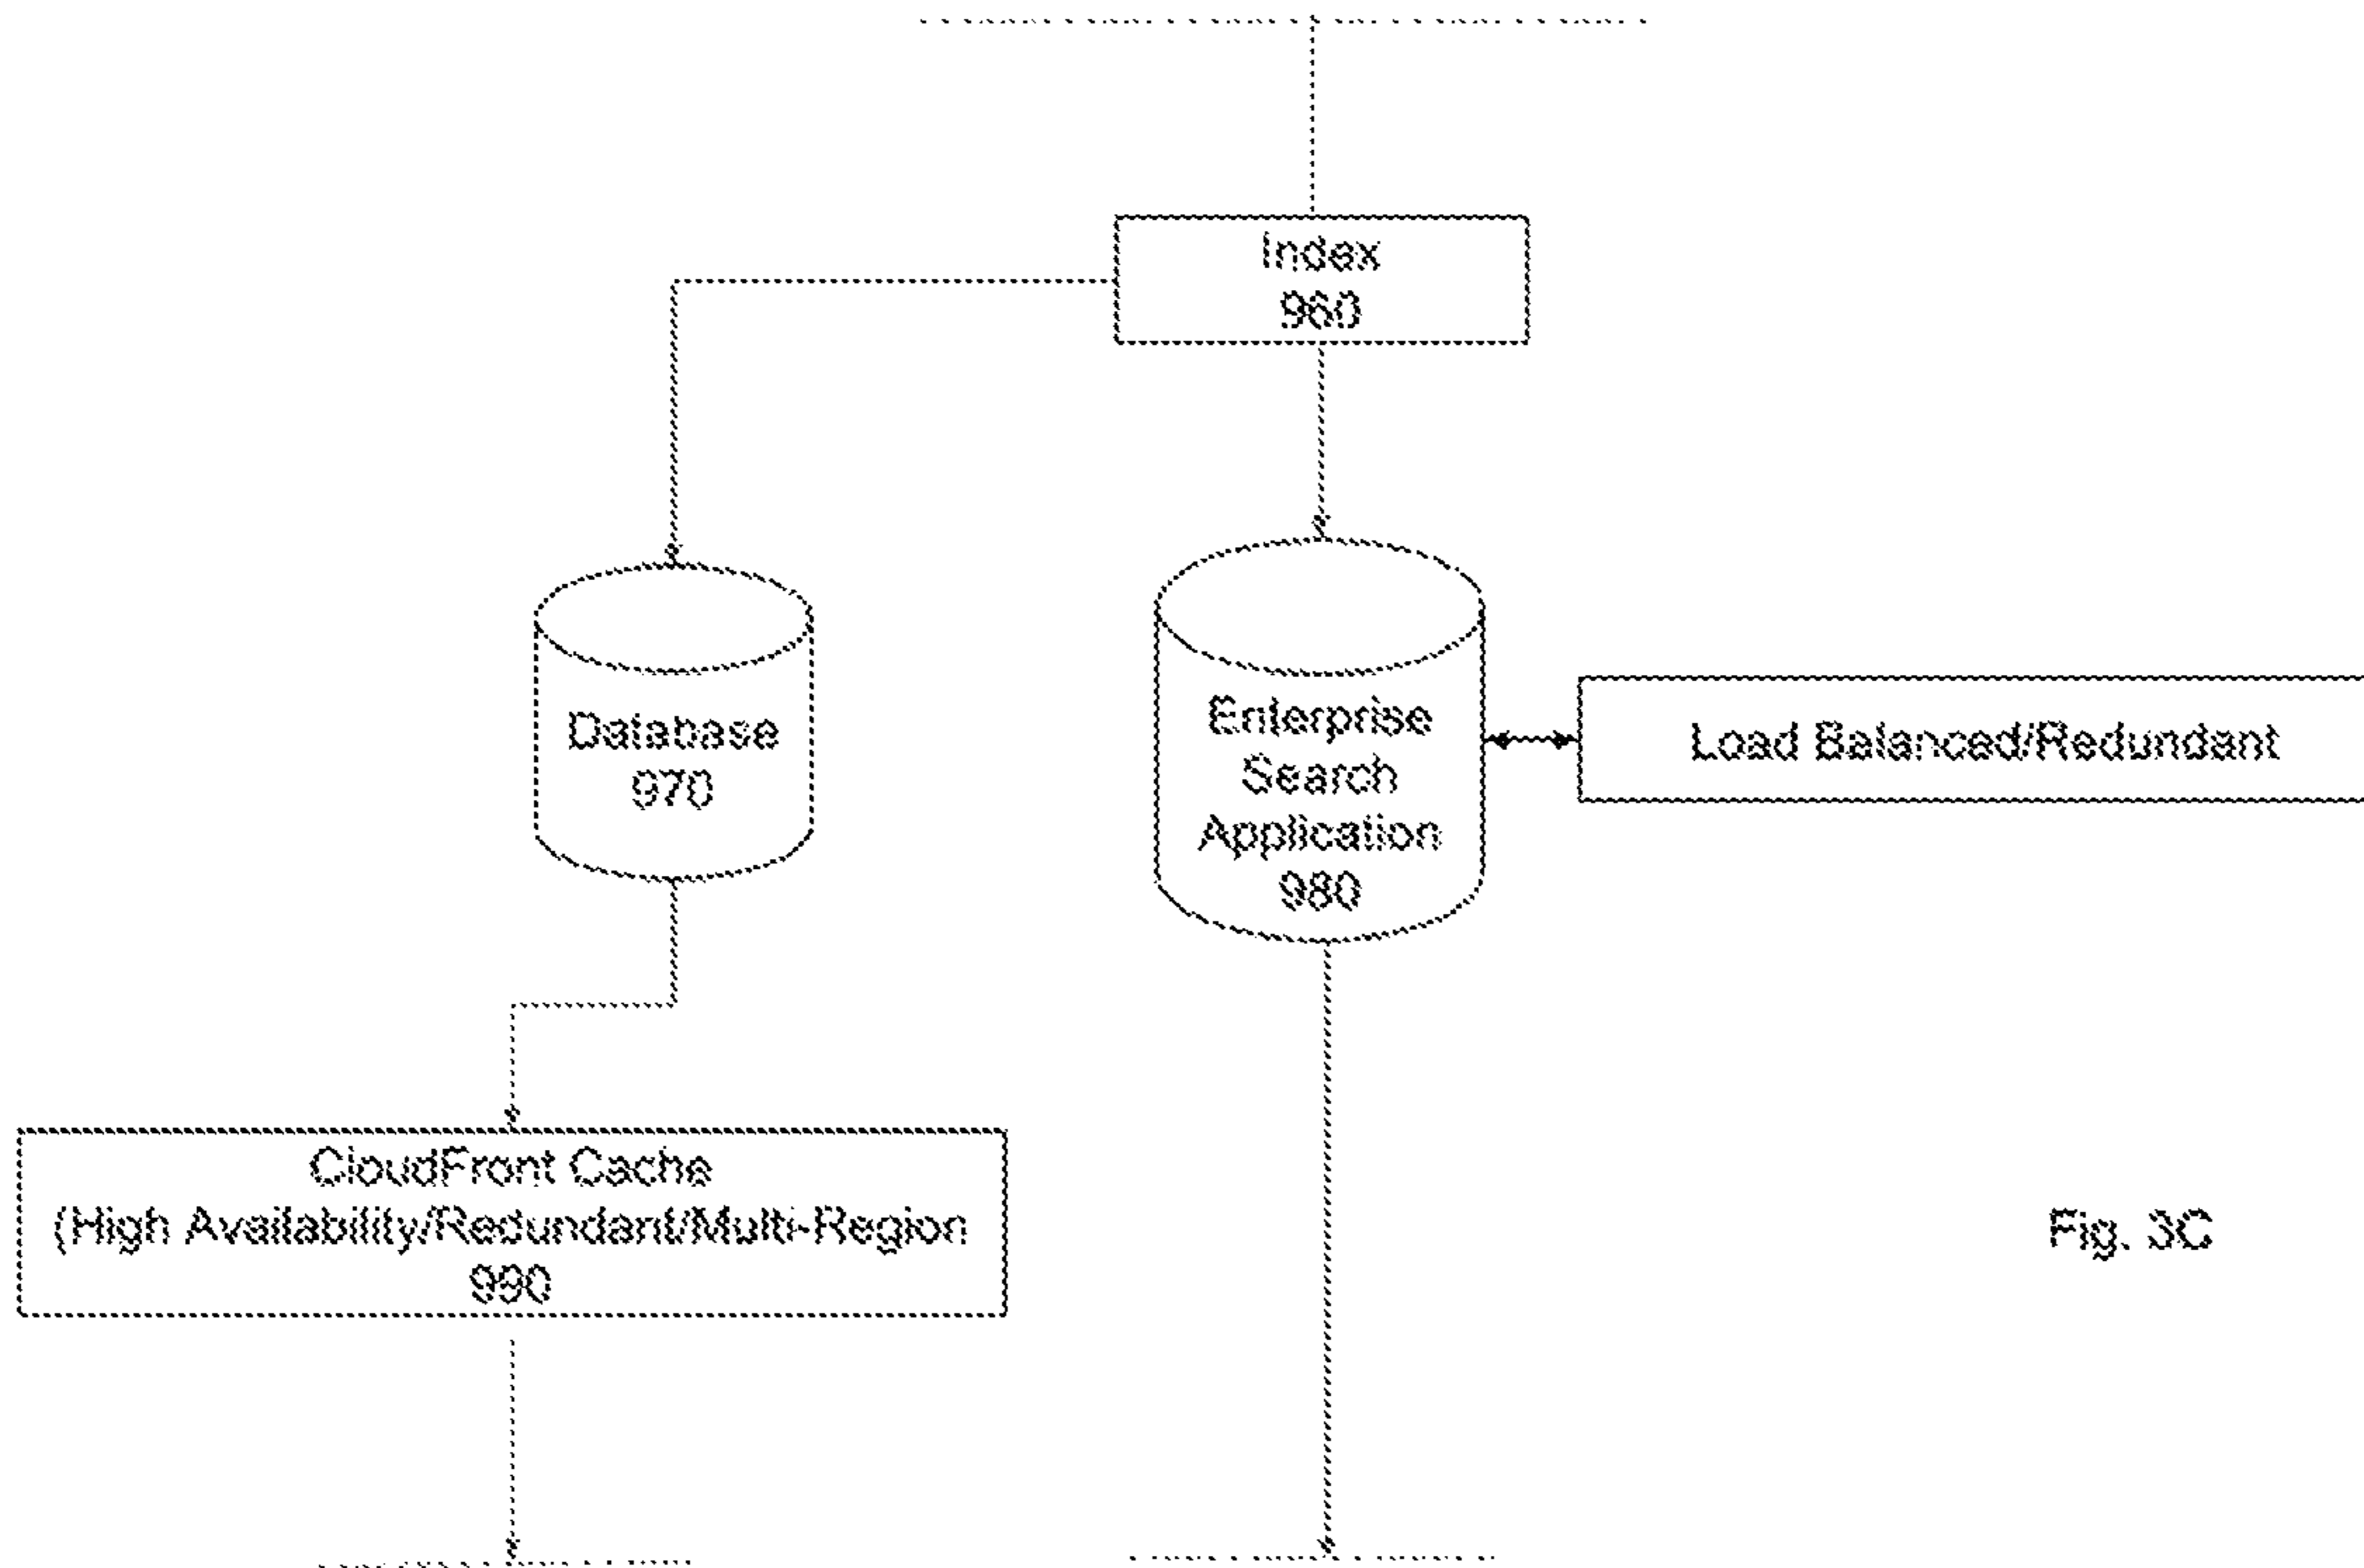 Index
960
Database
970
Enterprise
Search
Application
980
Load Balanced/Redundant
CloudFront Cache
(High Availability/Redundant/Multi-Region
990
Fig. 3C